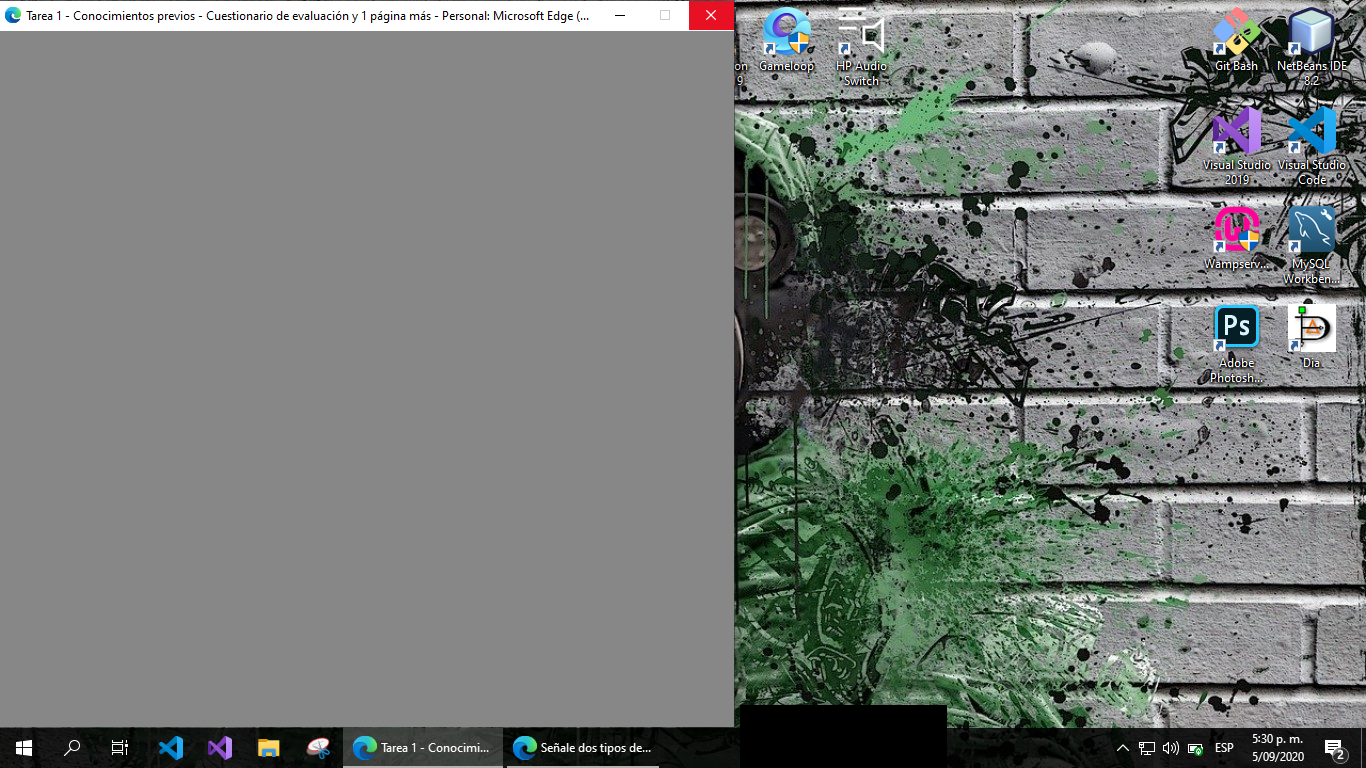 Tarea 1 - Conocimientos previos - Cuestionario de evaluación y 1 página más - Personal: Microsoft Edge (...
on
9
Gameloop
HP Audio
Switch
Git Bash
NetBeans IDE
8.2
Visual Studio
2019
Visual Studio
Code
Wampserv...
MySQL
Workben...
Ps
Adobe
Photosh...
Dia
Tarea 1 - Conocimi...
Señale dos tipos de...
ESP
5:30 p. m.
5/09/2020
2